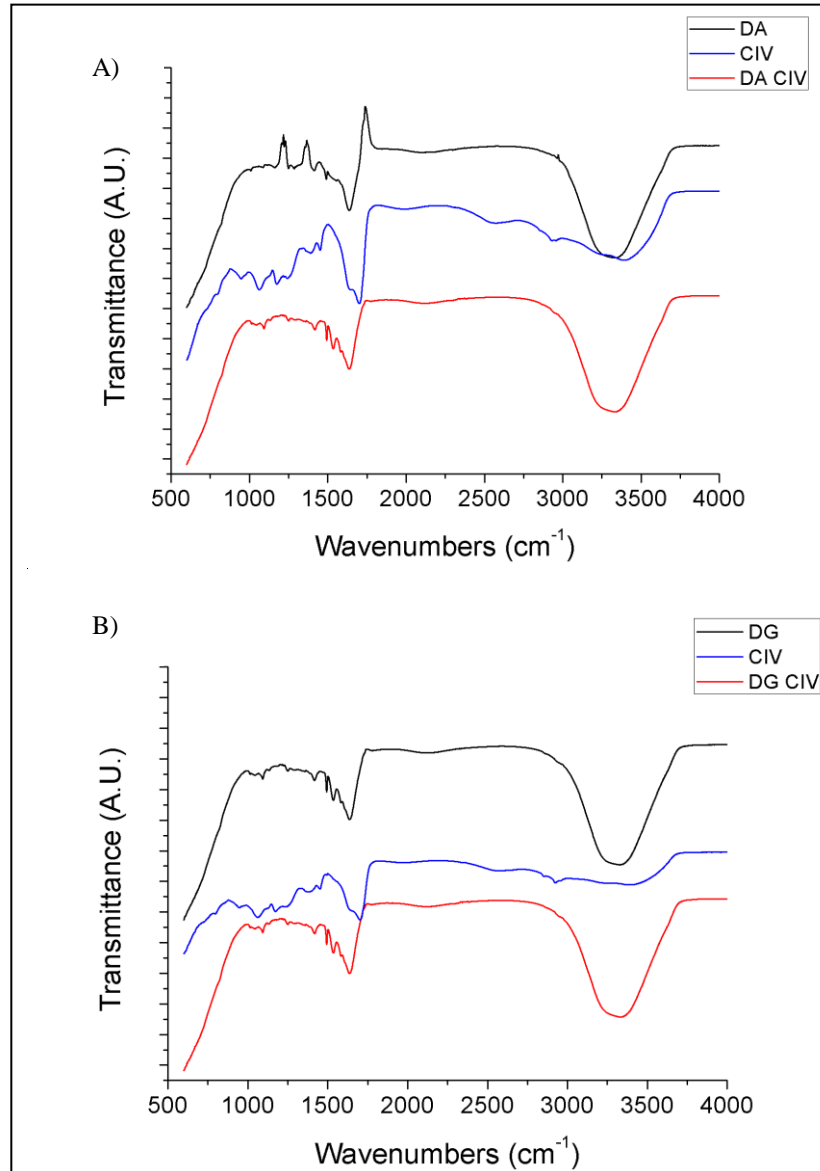 A)
DA
CIV
DA CIV
Transmittance (A.U.)
500 1000 1500 2000 2500 3000 3500 4000
Wavenumbers (cm⁻¹)
B)
DG
CIV
DG CIV
Transmittance (A.U.)
500 1000 1500 2000 2500 3000 3500 4000
Wavenumbers (cm⁻¹)